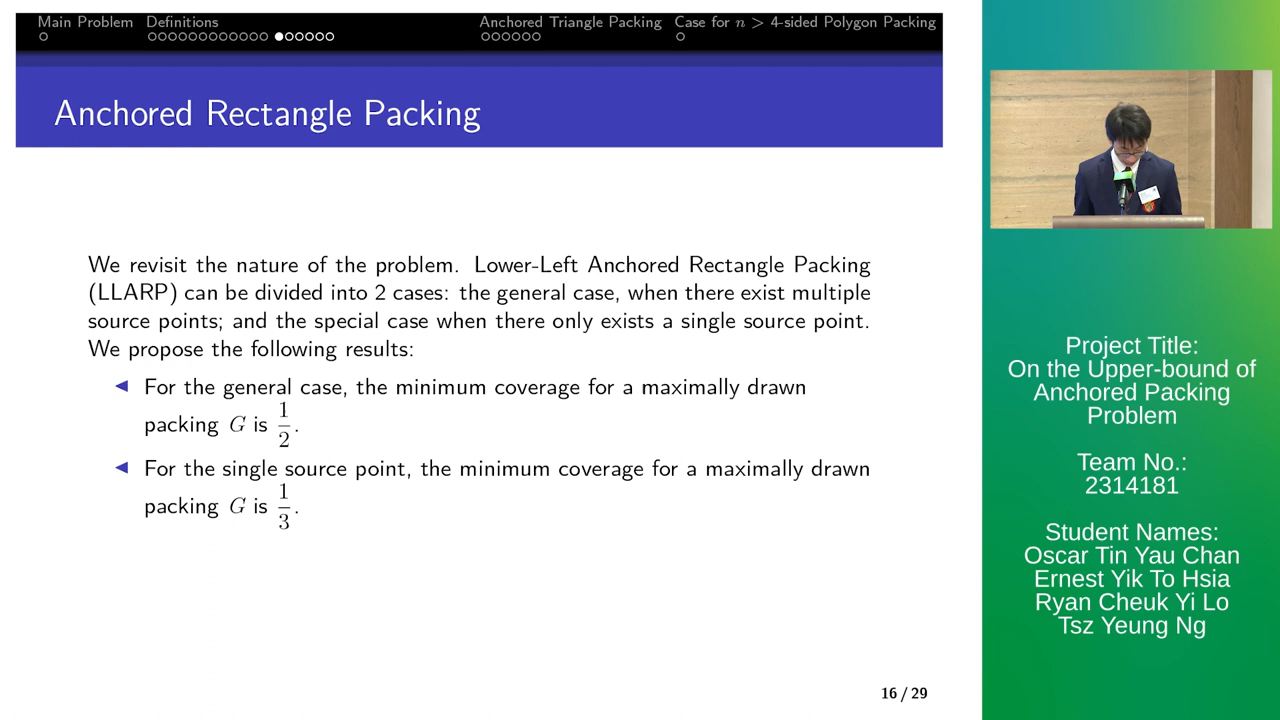 Main Problem Definitions Anchored Triangle Packing Case for n > 4-sided Polygon Packing
Anchored Rectangle Packing
We revisit the nature of the problem. Lower-Left Anchored Rectangle Packing
(LLARP) can be divided into 2 cases: the general case, when there exist multiple
source points; and the special case when there only exists a single source point.
We propose the following results:
For the general case, the minimum coverage for a maximally drawn
packing G is 1/2.
For the single source point, the minimum coverage for a maximally drawn
packing G is 1/3.
16 / 29
Project Title:
On the Upper-bound of
Anchored Packing
Problem
Team No.:
2314181
Student Names:
Oscar Tin Yau Chan
Ernest Yik To Hsia
Ryan Cheuk Yi Lo
Tsz Yeung Ng